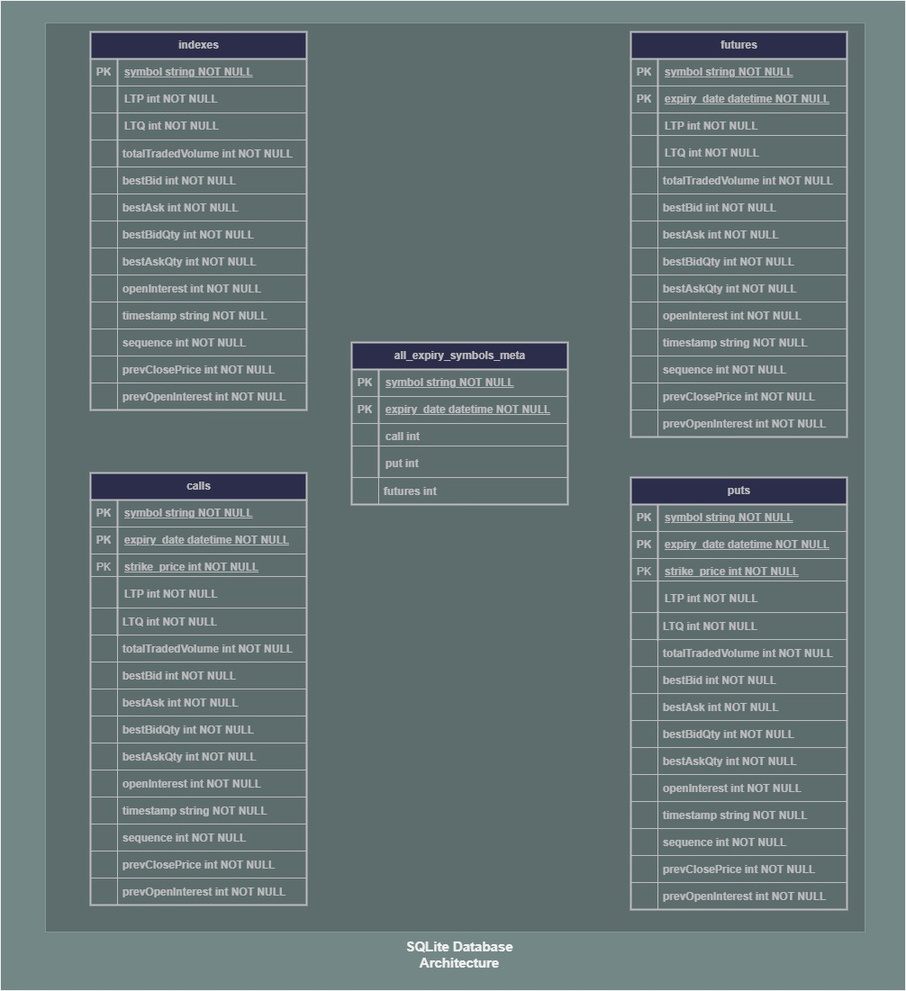 indexes
PK symbol string NOT NULL
LTP int NOT NULL
LTQ int NOT NULL
totalTradedVolume int NOT NULL
bestBid int NOT NULL
bestAsk int NOT NULL
bestBidQty int NOT NULL
bestAskQty int NOT NULL
openInterest int NOT NULL
timestamp string NOT NULL
sequence int NOT NULL
prevClosePrice int NOT NULL
prevOpenInterest int NOT NULL
futures
PK symbol string NOT NULL
PK expiry_date datetime NOT NULL
LTP int NOT NULL
LTQ int NOT NULL
totalTradedVolume int NOT NULL
bestBid int NOT NULL
bestAsk int NOT NULL
bestBidQty int NOT NULL
bestAskQty int NOT NULL
openInterest int NOT NULL
timestamp string NOT NULL
sequence int NOT NULL
prevClosePrice int NOT NULL
prevOpenInterest int NOT NULL
all_expiry_symbols_meta
PK symbol string NOT NULL
PK expiry_date datetime NOT NULL
call int
put int
futures int
calls
PK symbol string NOT NULL
PK expiry_date datetime NOT NULL
PK strike_price int NOT NULL
LTP int NOT NULL
LTQ int NOT NULL
totalTradedVolume int NOT NULL
bestBid int NOT NULL
bestAsk int NOT NULL
bestBidQty int NOT NULL
bestAskQty int NOT NULL
openInterest int NOT NULL
timestamp string NOT NULL
sequence int NOT NULL
prevClosePrice int NOT NULL
prevOpenInterest int NOT NULL
puts
PK symbol string NOT NULL
PK expiry_date datetime NOT NULL
PK strike_price int NOT NULL
LTP int NOT NULL
LTQ int NOT NULL
totalTradedVolume int NOT NULL
bestBid int NOT NULL
bestAsk int NOT NULL
bestBidQty int NOT NULL
bestAskQty int NOT NULL
openInterest int NOT NULL
timestamp string NOT NULL
sequence int NOT NULL
prevClosePrice int NOT NULL
prevOpenInterest int NOT NULL
SQLite Database
Architecture